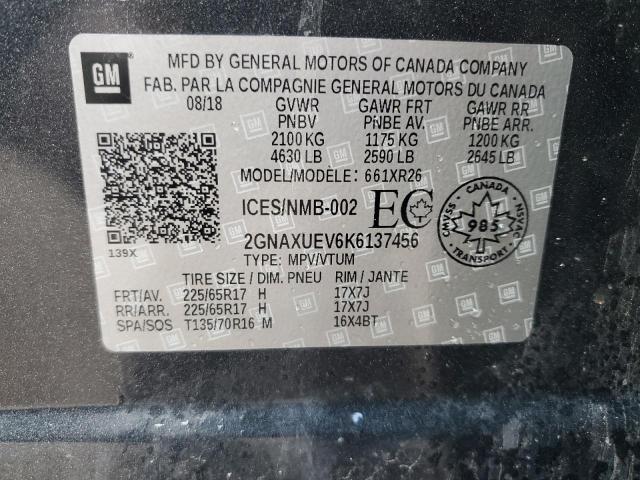 GM
MFD BY GENERAL MOTORS OF CANADA COMPANY
FAB. PAR LA COMPAGNIE GENERAL MOTORS DU CANADA
08/18 GVWR GAWR FRT GAWR RR
PNBV PNBE AV. PNBE ARR.
2100 KG 1175 KG 1200 KG
4630 LB 2590 LB 2645 LB
MODEL/MODÈLE: 661XR26
ICES/NMB-002 EC
CANADA
985
TRANSPORT
NSVAC
2GNAXUEV6K6137456
139X
TYPE: MPV/VTUM
TIRE SIZE / DIM. PNEU RIM / JANTE
FRT/AV. 225/65R17 H 17X7J
RR/ARR. 225/65R17 H 17X7J
SPA/SOS T135/70R16 M 16X4BT